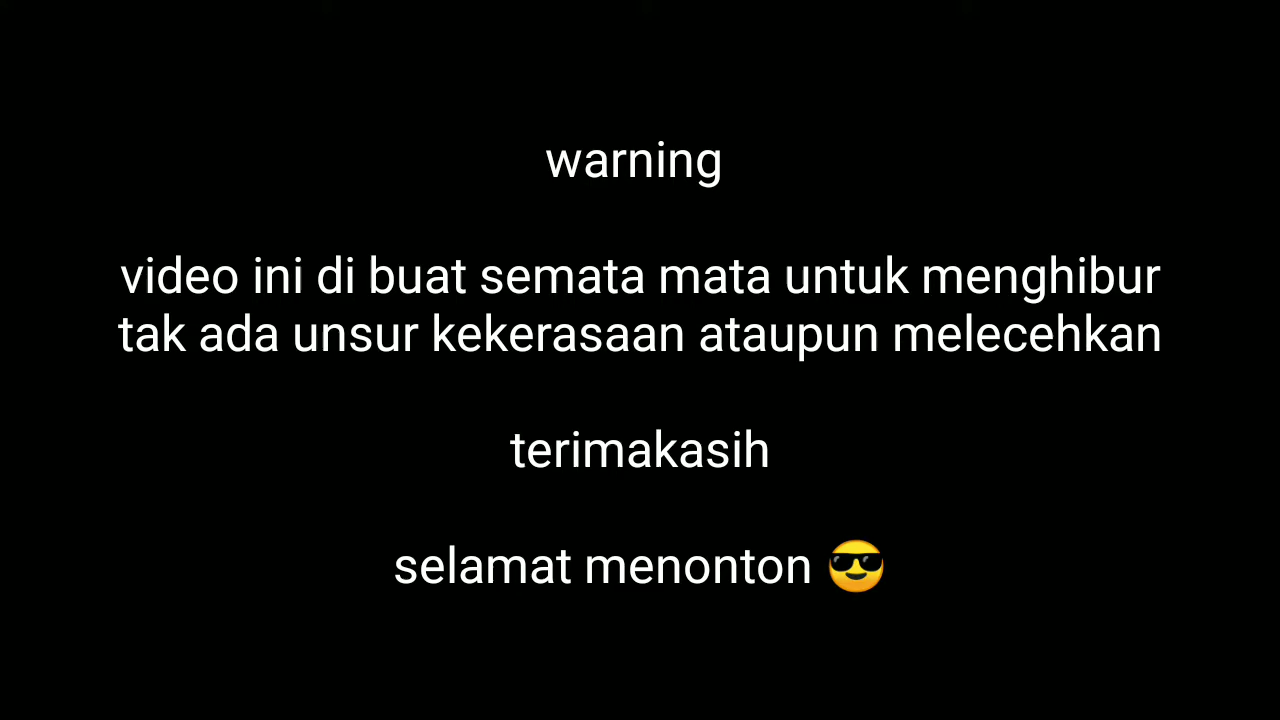 warning
video ini di buat semata mata untuk menghibur
tak ada unsur kekerasaan ataupun melecehkan
terimakasih
selamat menonton 😎